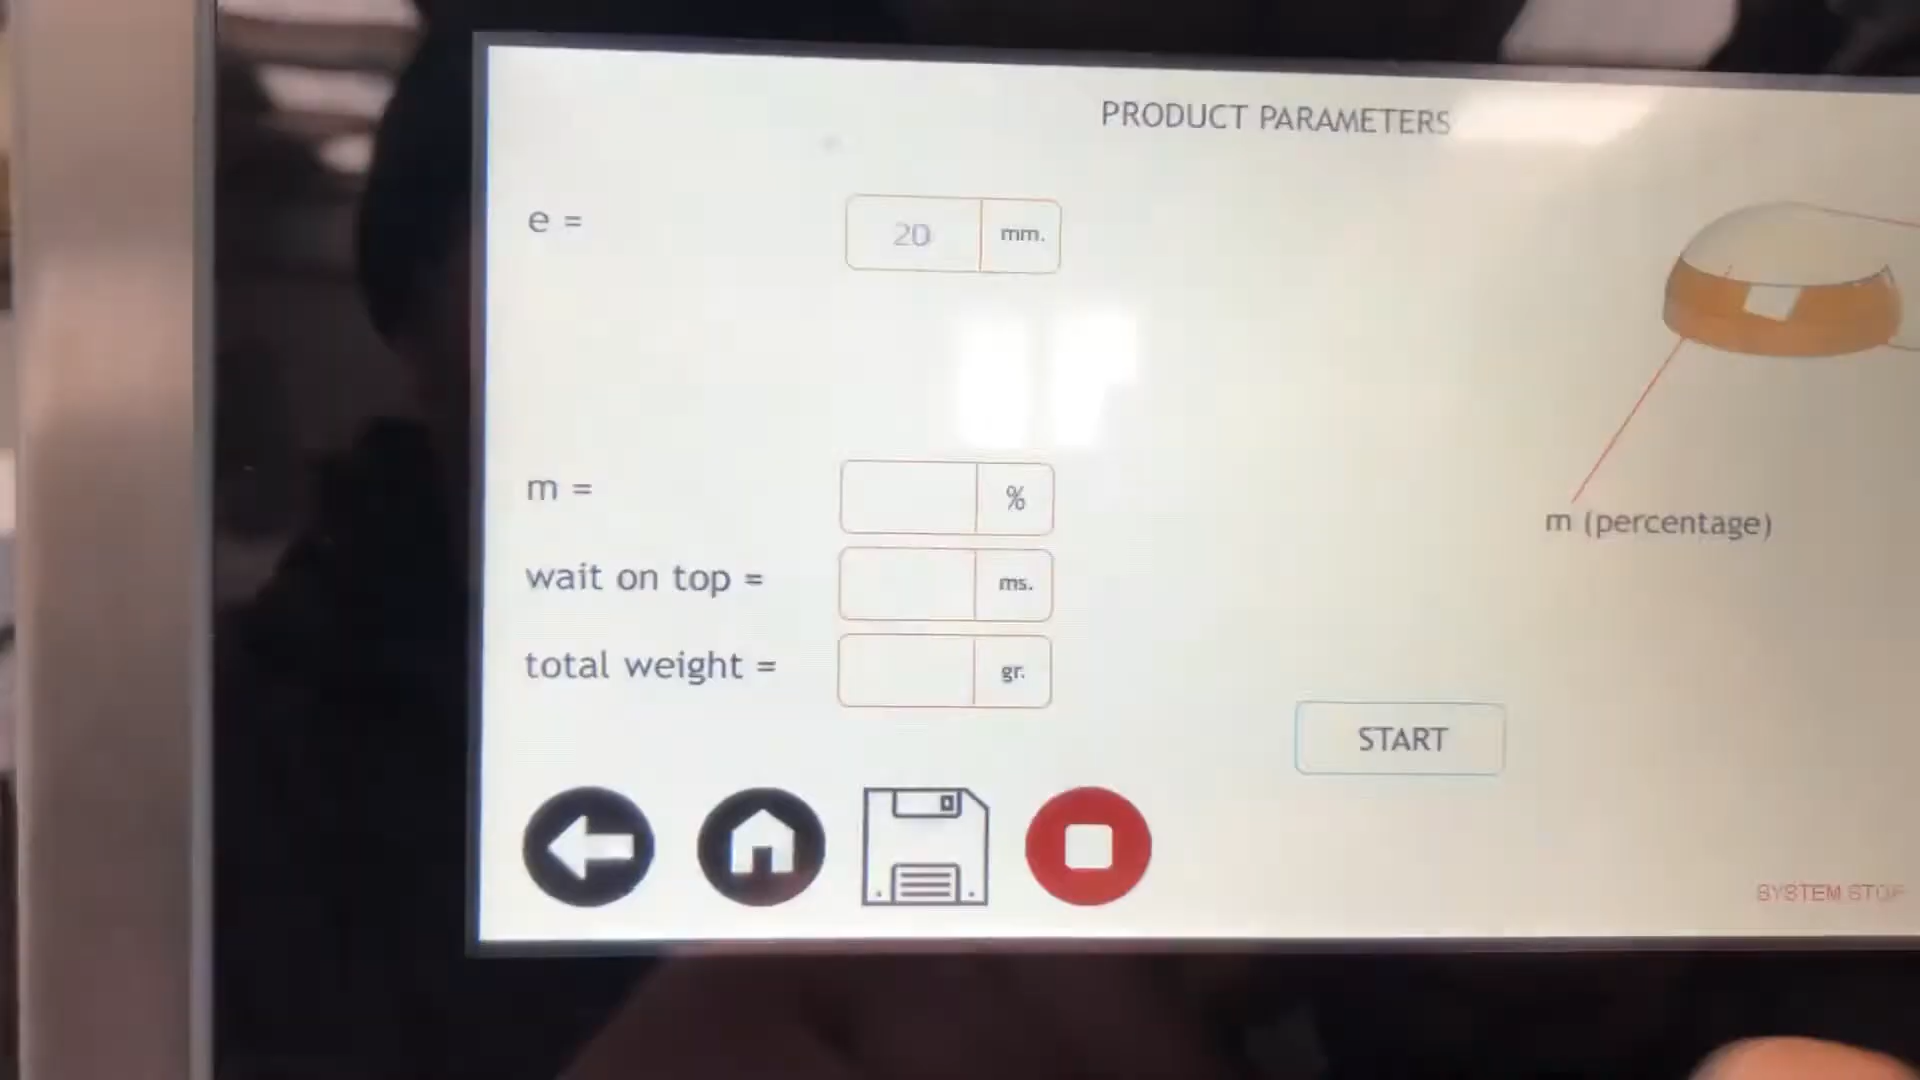 PRODUCT PARAMETERS
e = 20 mm.
m = %
m (percentage)
wait on top = ms.
total weight = gr.
START
SYSTEM STOP